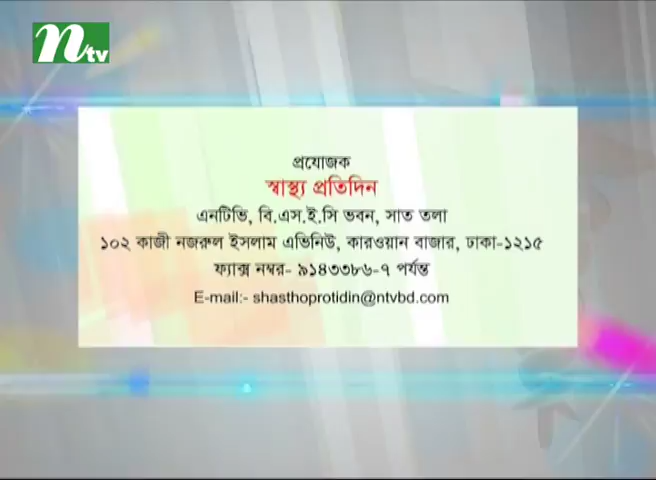 ntv
প্রযোজক
স্বাস্থ্য প্রতিদিন
এনটিভি, বি.এস.ই.সি ভবন, সাত তলা
১০২ কাজী নজরুল ইসলাম এভিনিউ, কারওয়ান বাজার, ঢাকা-১২১৫
ফ্যাক্স নম্বর- ৯১৪৩৩৮৬-৭ পর্যন্ত
E-mail:- shasthoprotidin@ntvbd.com